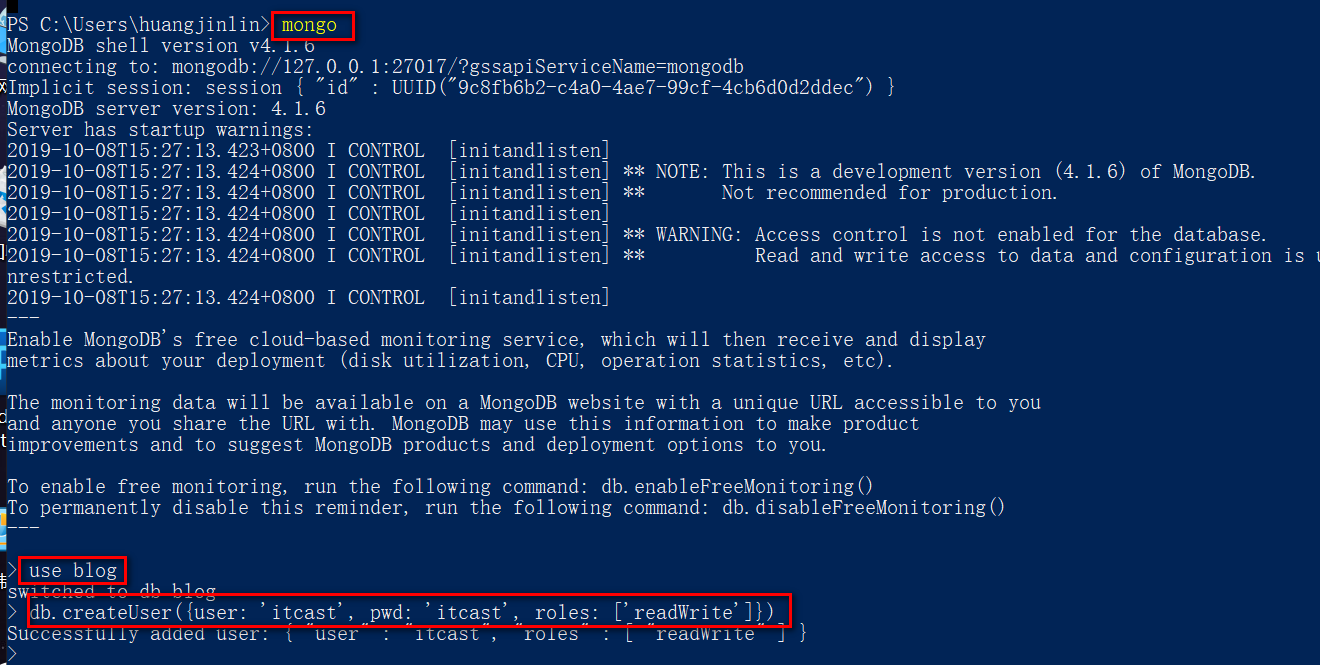 PS C:\Users\huangjinlin> mongo
MongoDB shell version v4.1.6
connecting to: mongodb://127.0.0.1:27017/?gssapiServiceName=mongodb
Implicit session: session { "id" : UUID("9c8fb6b2-c4a0-4ae7-99cf-4cb6d0d2ddec") }
MongoDB server version: 4.1.6
Server has startup warnings:
2019-10-08T15:27:13.423+0800 I CONTROL  [initandlisten]
2019-10-08T15:27:13.424+0800 I CONTROL  [initandlisten] ** NOTE: This is a development version (4.1.6) of MongoDB.
2019-10-08T15:27:13.424+0800 I CONTROL  [initandlisten] **       Not recommended for production.
2019-10-08T15:27:13.424+0800 I CONTROL  [initandlisten]
2019-10-08T15:27:13.424+0800 I CONTROL  [initandlisten] ** WARNING: Access control is not enabled for the database.
2019-10-08T15:27:13.424+0800 I CONTROL  [initandlisten] **          Read and write access to data and configuration is u
nrestricted.
2019-10-08T15:27:13.424+0800 I CONTROL  [initandlisten]
---
Enable MongoDB's free cloud-based monitoring service, which will then receive and display
metrics about your deployment (disk utilization, CPU, operation statistics, etc).
The monitoring data will be available on a MongoDB website with a unique URL accessible to you
and anyone you share the URL with. MongoDB may use this information to make product
improvements and to suggest MongoDB products and deployment options to you.
To enable free monitoring, run the following command: db.enableFreeMonitoring()
To permanently disable this reminder, run the following command: db.disableFreeMonitoring()
---
> use blog
switched to db blog
> db.createUser({user: 'itcast', pwd: 'itcast', roles: ['readWrite']})
Successfully added user: { "user" : "itcast", "roles" : [ "readWrite" ] }
>